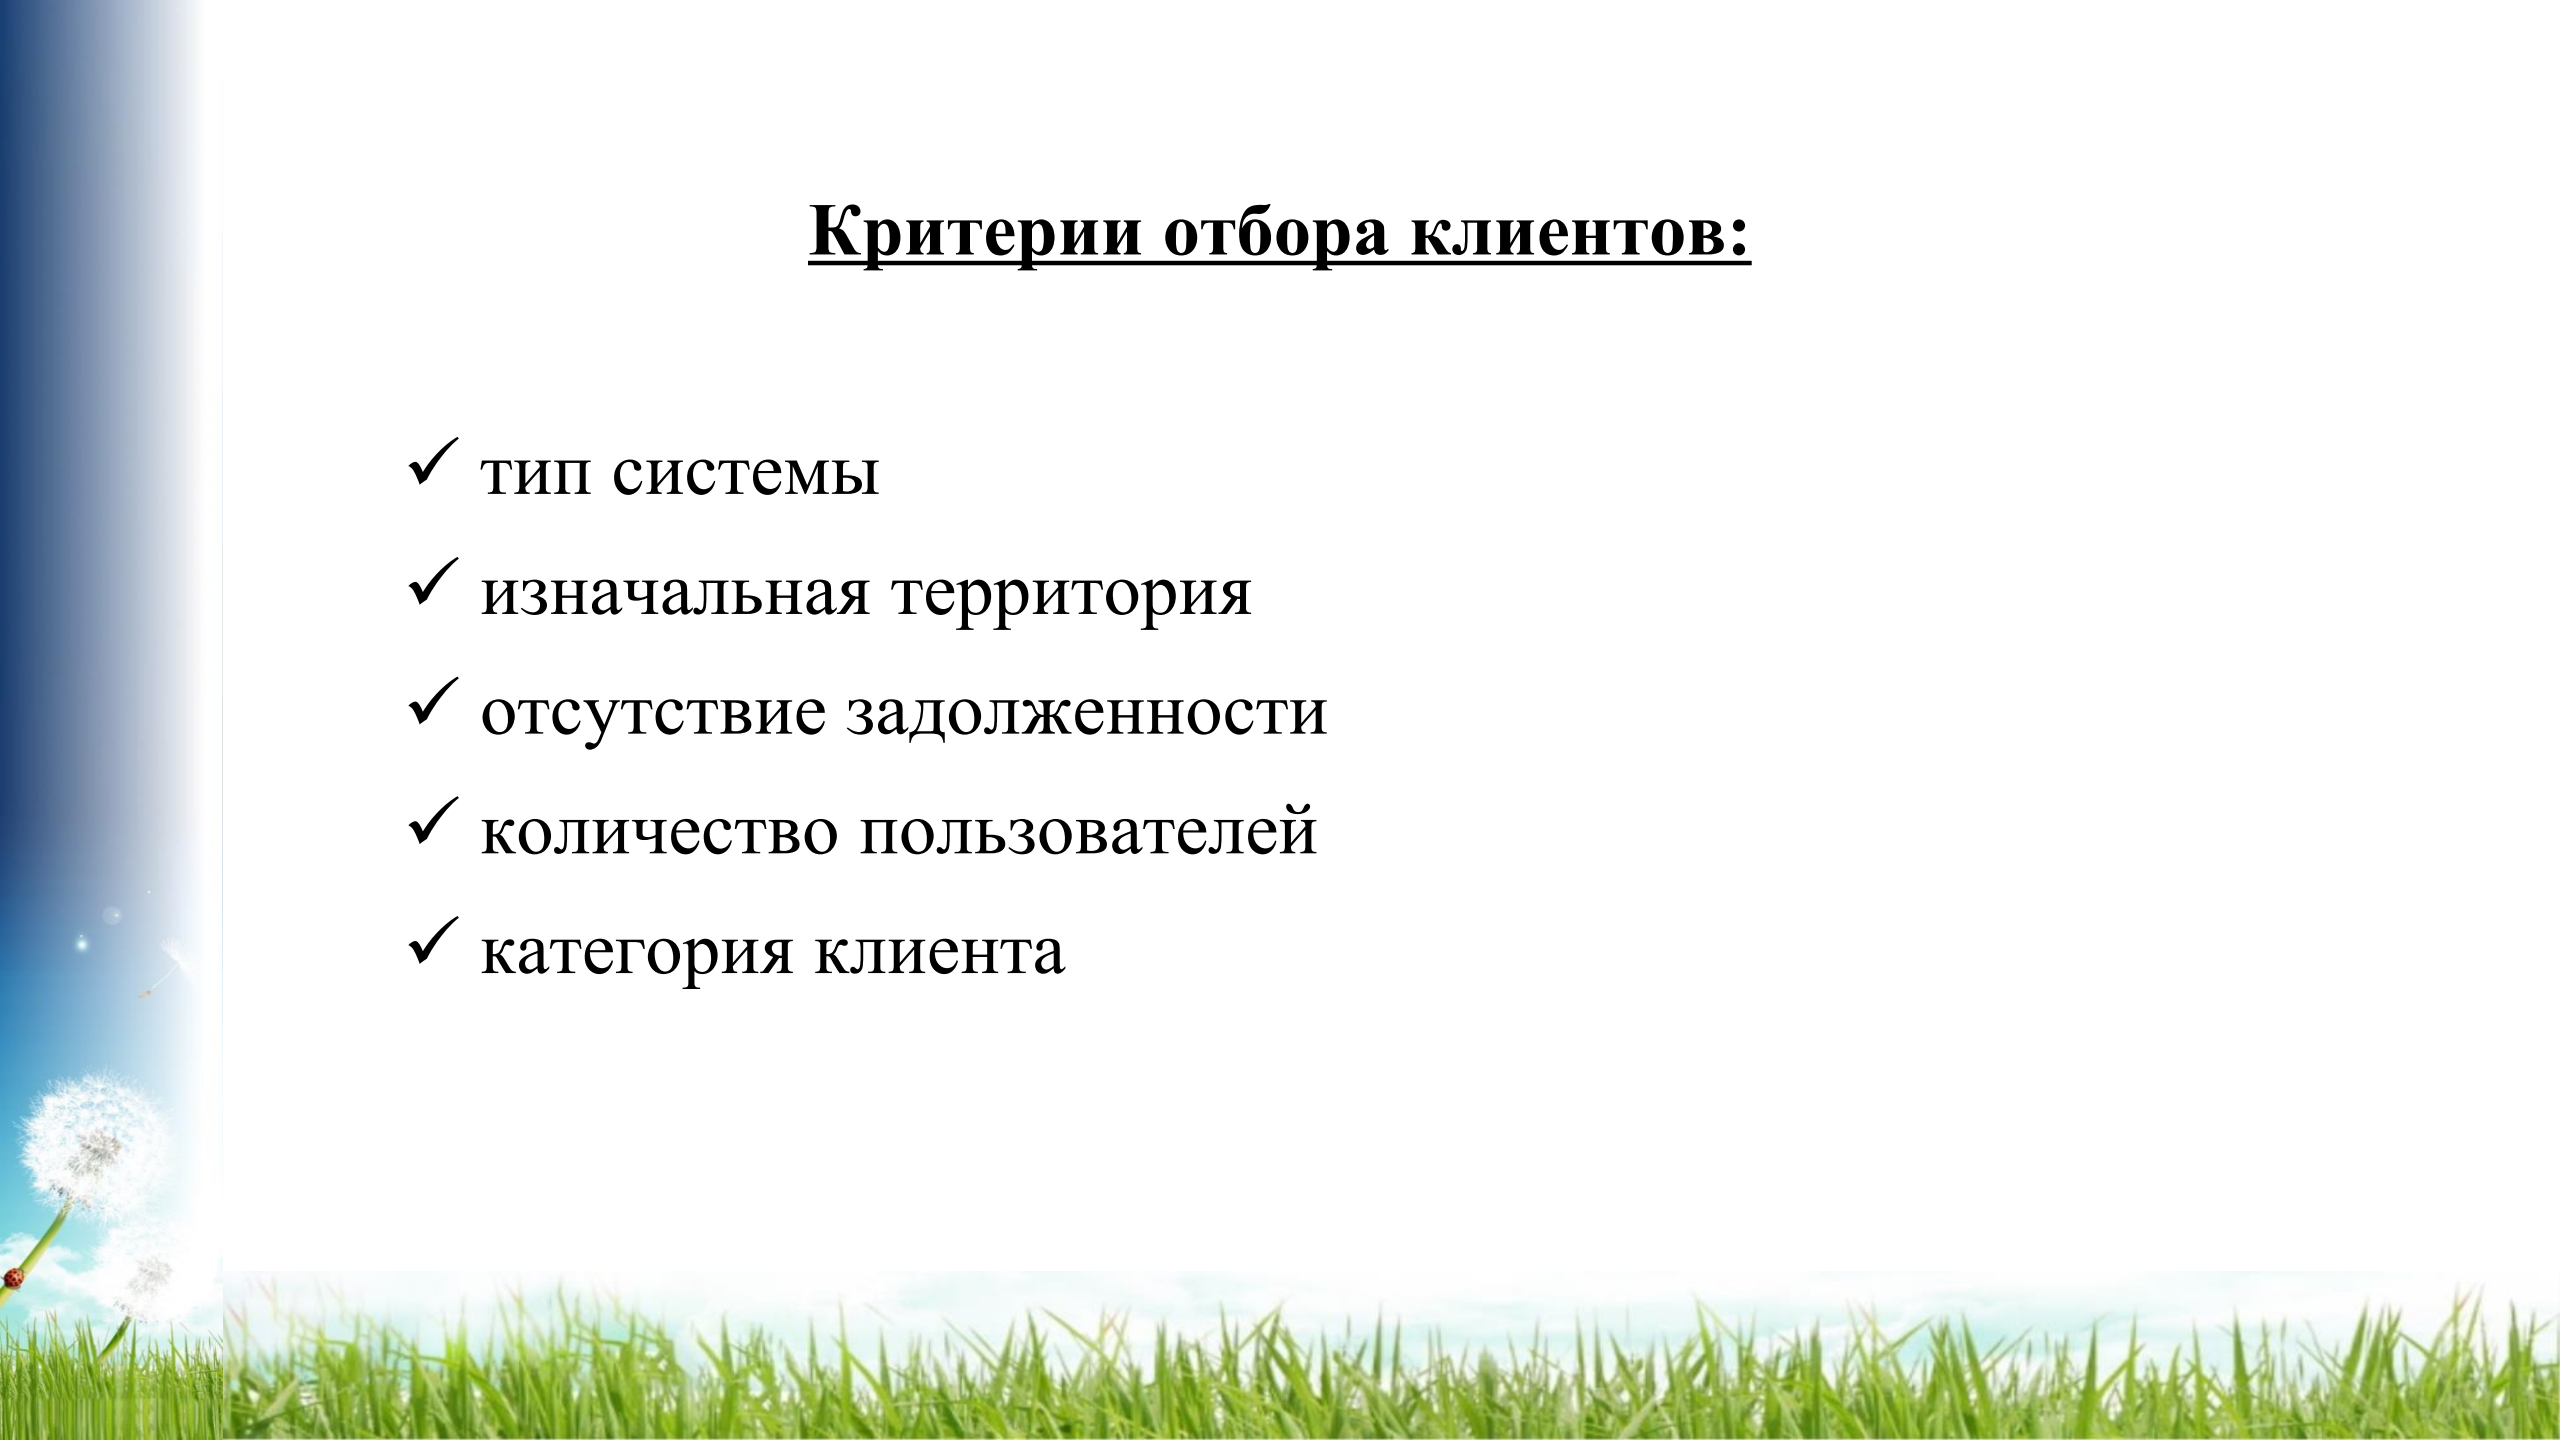 Критерии отбора клиентов:
✓ тип системы
✓ изначальная территория
✓ отсутствие задолженности
✓ количество пользователей
✓ категория клиента